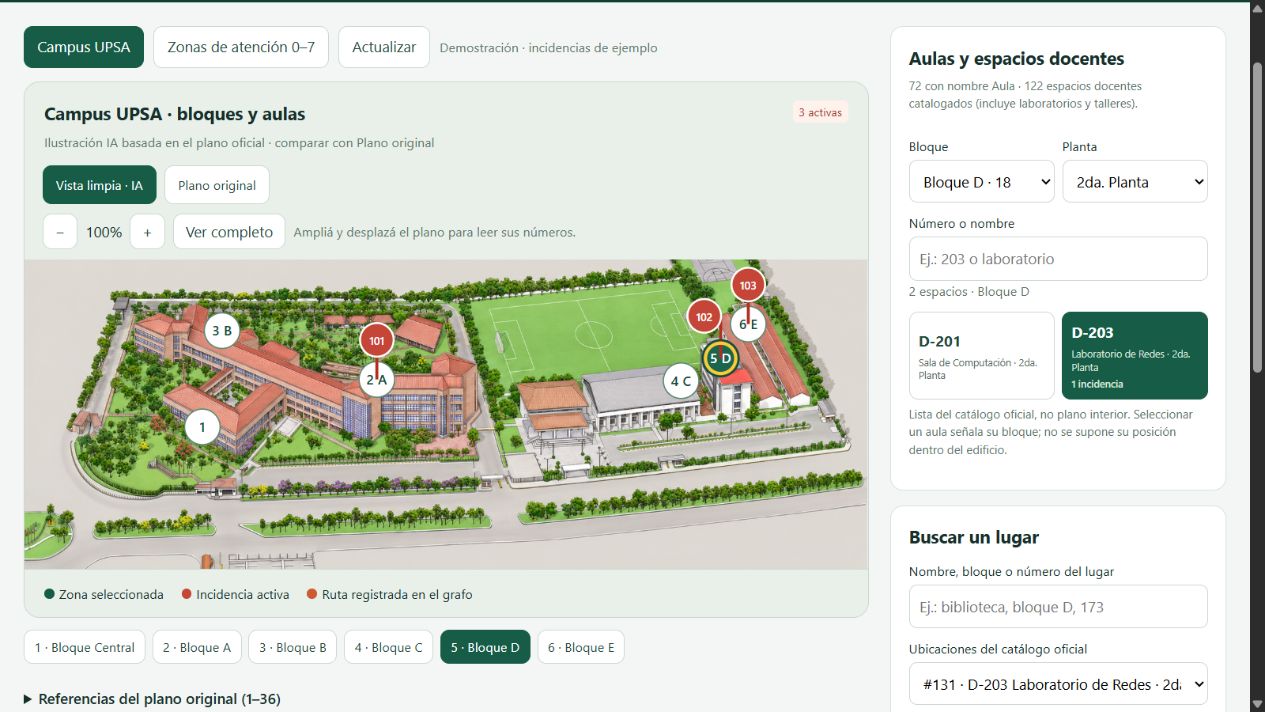 Campus UPSA
Zonas de atención 0–7
Actualizar
Demostración · incidencias de ejemplo
Campus UPSA · bloques y aulas
3 activas
Ilustración IA basada en el plano oficial · comparar con Plano original
Vista limpia · IA
Plano original
–
100%
+
Ver completo
Ampliá y desplazá el plano para leer sus números.
103
102
6 E
3 B
101
5 D
2 A
4 C
1
Zona seleccionada
Incidencia activa
Ruta registrada en el grafo
1 · Bloque Central
2 · Bloque A
3 · Bloque B
4 · Bloque C
5 · Bloque D
6 · Bloque E
Referencias del plano original (1–36)
Aulas y espacios docentes
72 con nombre Aula · 122 espacios docentes
catalogados (incluye laboratorios y talleres).
Bloque
Planta
Bloque D · 18
2da. Planta
Número o nombre
Ej.: 203 o laboratorio
2 espacios · Bloque D
D-201
Sala de Computación · 2da.
Planta
D-203
Laboratorio de Redes · 2da.
Planta
1 incidencia
Lista del catálogo oficial, no plano interior. Seleccionar
un aula señala su bloque; no se supone su posición
dentro del edificio.
Buscar un lugar
Nombre, bloque o número del lugar
Ej.: biblioteca, bloque D, 173
Ubicaciones del catálogo oficial
#131 · D-203 Laboratorio de Redes · 2da